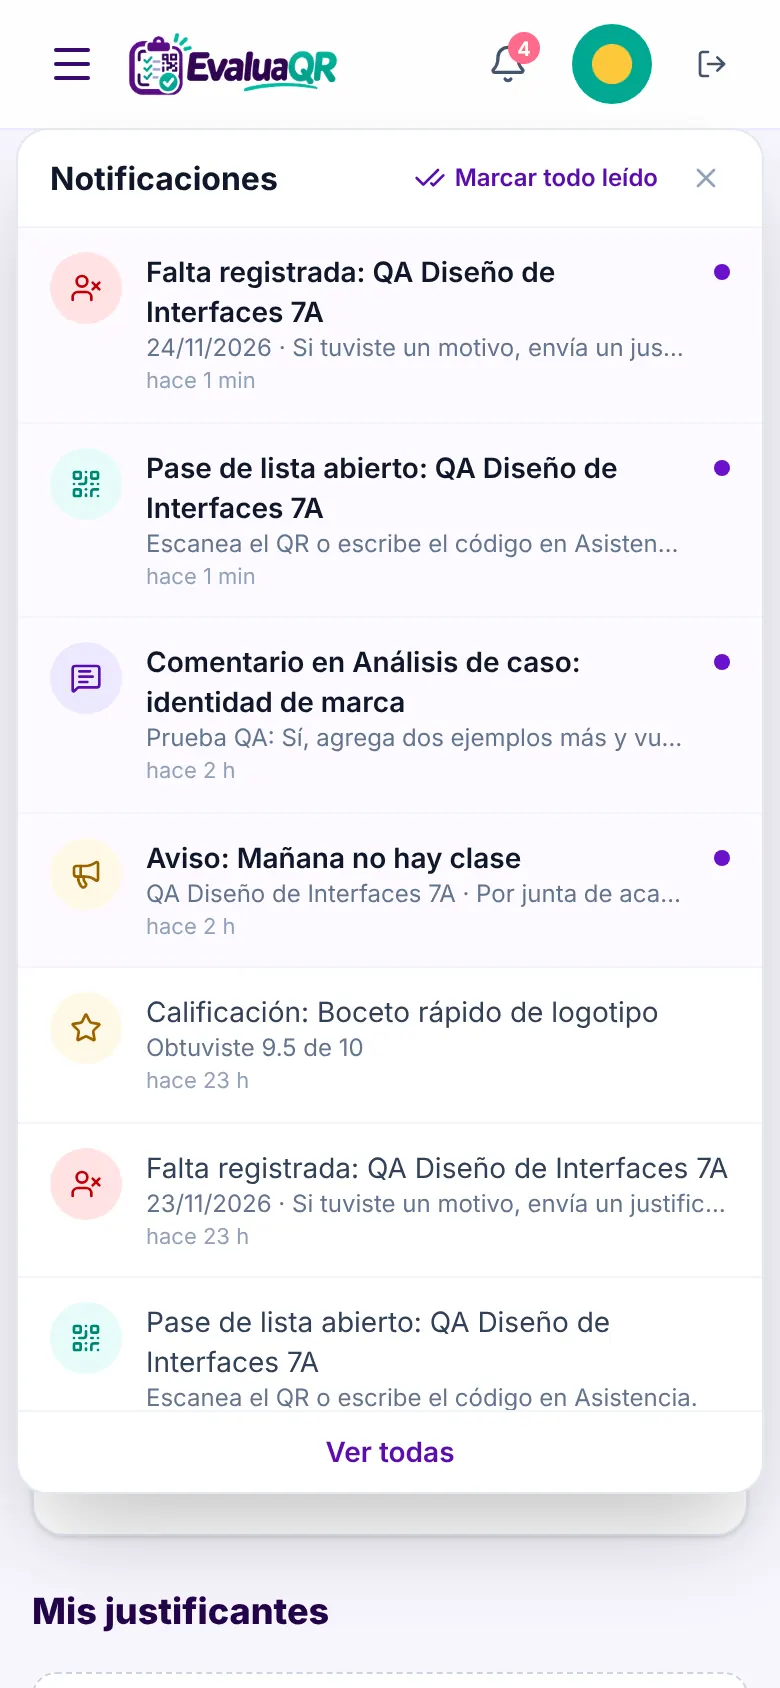 EvaluaQR
4
Notificaciones
Marcar todo leído
Falta registrada: QA Diseño de
Interfaces 7A
24/11/2026 · Si tuviste un motivo, envía un jus...
hace 1 min
Pase de lista abierto: QA Diseño de
Interfaces 7A
Escanea el QR o escribe el código en Asisten...
hace 1 min
Comentario en Análisis de caso:
identidad de marca
Prueba QA: Sí, agrega dos ejemplos más y vu...
hace 2 h
Aviso: Mañana no hay clase
QA Diseño de Interfaces 7A · Por junta de aca...
hace 2 h
Calificación: Boceto rápido de logotipo
Obtuviste 9.5 de 10
hace 23 h
Falta registrada: QA Diseño de Interfaces 7A
23/11/2026 · Si tuviste un motivo, envía un justific...
hace 23 h
Pase de lista abierto: QA Diseño de
Interfaces 7A
Escanea el QR o escribe el código en Asistencia.
Ver todas
Mis justificantes